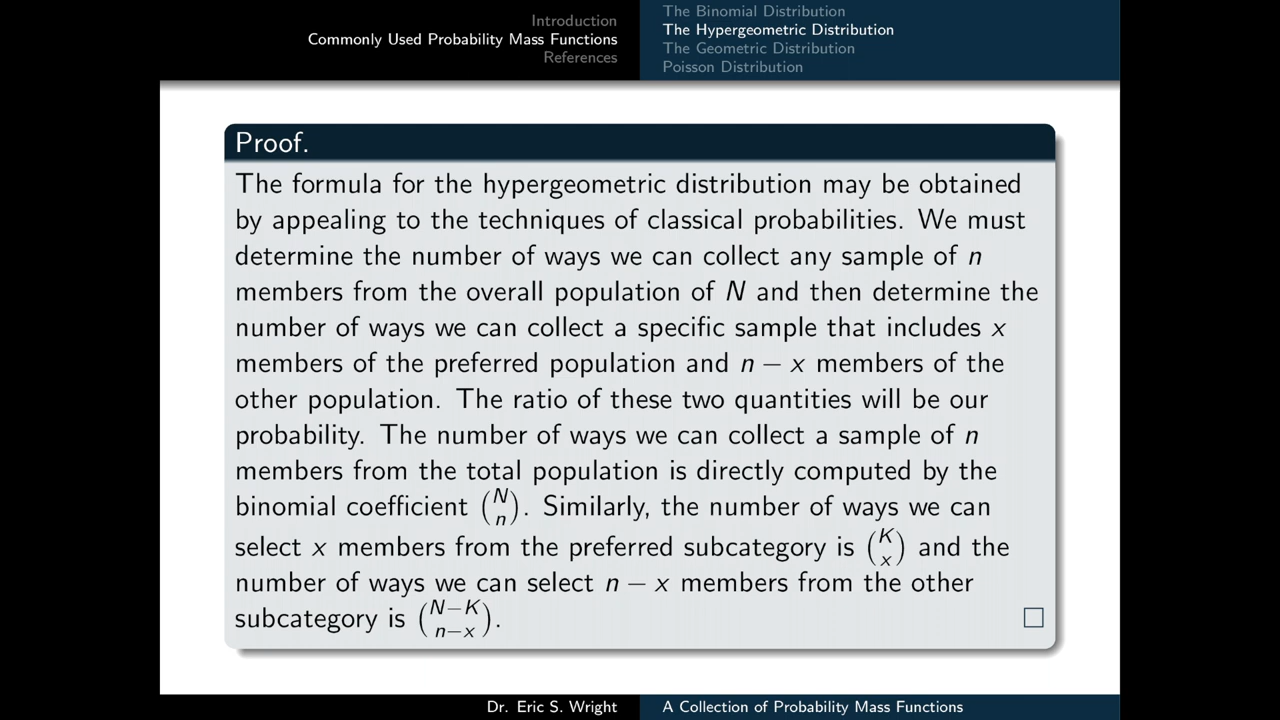 Introduction
Commonly Used Probability Mass Functions
References
The Binomial Distribution
The Hypergeometric Distribution
The Geometric Distribution
Poisson Distribution
Proof.
The formula for the hypergeometric distribution may be obtained
by appealing to the techniques of classical probabilities. We must
determine the number of ways we can collect any sample of n
members from the overall population of N and then determine the
number of ways we can collect a specific sample that includes x
members of the preferred population and n − x members of the
other population. The ratio of these two quantities will be our
probability. The number of ways we can collect a sample of n
members from the total population is directly computed by the
binomial coefficient (N n). Similarly, the number of ways we can
select x members from the preferred subcategory is (K x) and the
number of ways we can select n − x members from the other
subcategory is (N−K n−x). □
Dr. Eric S. Wright
A Collection of Probability Mass Functions